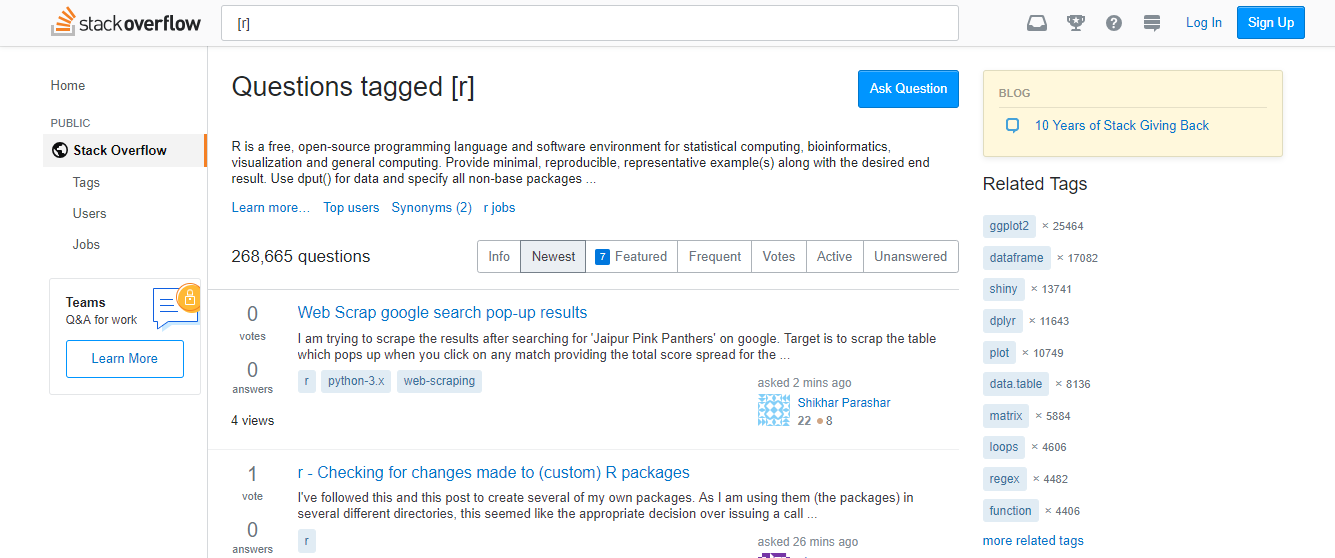 stackoverflow
[r]
Log In
Sign Up
Home
PUBLIC
Stack Overflow
Tags
Users
Jobs
Teams
Q&A for work
Learn More
Questions tagged [r]
Ask Question
R is a free, open-source programming language and software environment for statistical computing, bioinformatics,
visualization and general computing. Provide minimal, reproducible, representative example(s) along with the desired end
result. Use dput() for data and specify all non-base packages ...
Learn more… Top users Synonyms (2) r jobs
268,665 questions
Info Newest 7 Featured Frequent Votes Active Unanswered
0
votes
0
answers
4 views
Web Scrap google search pop-up results
I am trying to scrape the results after searching for 'Jaipur Pink Panthers' on google. Target is to scrap the table
which pops up when you click on any match providing the total score spread for the ...
r python-3.x web-scraping
asked 2 mins ago
Shikhar Parashar
22 ●8
1
vote
0
answers
r - Checking for changes made to (custom) R packages
I've followed this and this post to create several of my own packages. As I am using them (the packages) in
several different directories, this seemed like the appropriate decision over issuing a call ...
r
asked 26 mins ago
BLOG
10 Years of Stack Giving Back
Related Tags
ggplot2 × 25464
dataframe × 17082
shiny × 13741
dplyr × 11643
plot × 10749
data.table × 8136
matrix × 5884
loops × 4606
regex × 4482
function × 4406
more related tags